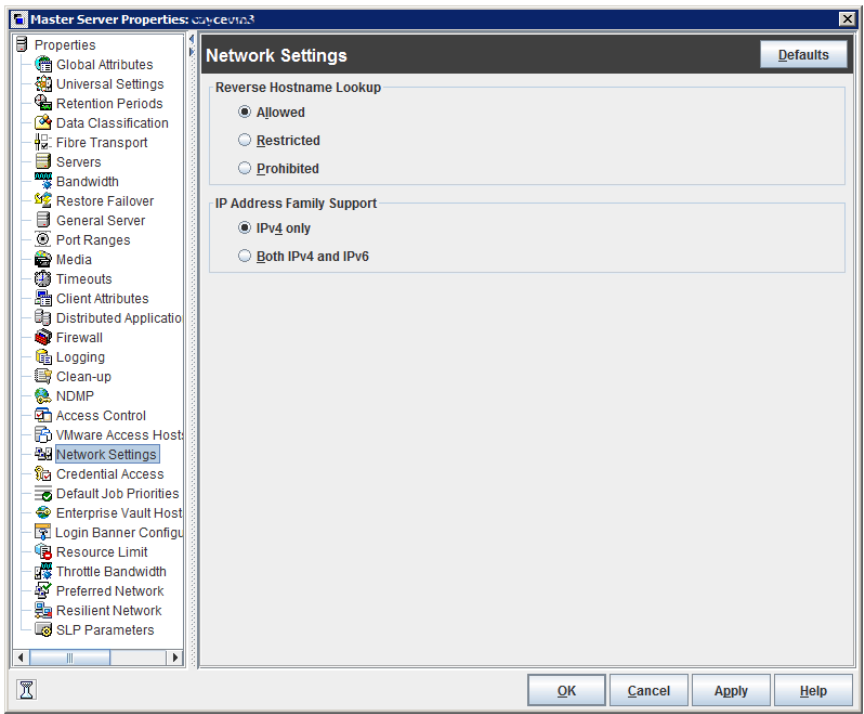 Master Server Properties:
Properties
Global Attributes
Universal Settings
Retention Periods
Data Classification
Fibre Transport
Servers
Bandwidth
Restore Failover
General Server
Port Ranges
Media
Timeouts
Client Attributes
Distributed Applicatio
Firewall
Logging
Clean-up
NDMP
Access Control
VMware Access Host
Network Settings
Credential Access
Default Job Priorities
Enterprise Vault Host
Login Banner Configu
Resource Limit
Throttle Bandwidth
Preferred Network
Resilient Network
SLP Parameters
Network Settings
Defaults
Reverse Hostname Lookup
Allowed
Restricted
Prohibited
IP Address Family Support
IPv4 only
Both IPv4 and IPv6
OK Cancel Apply Help